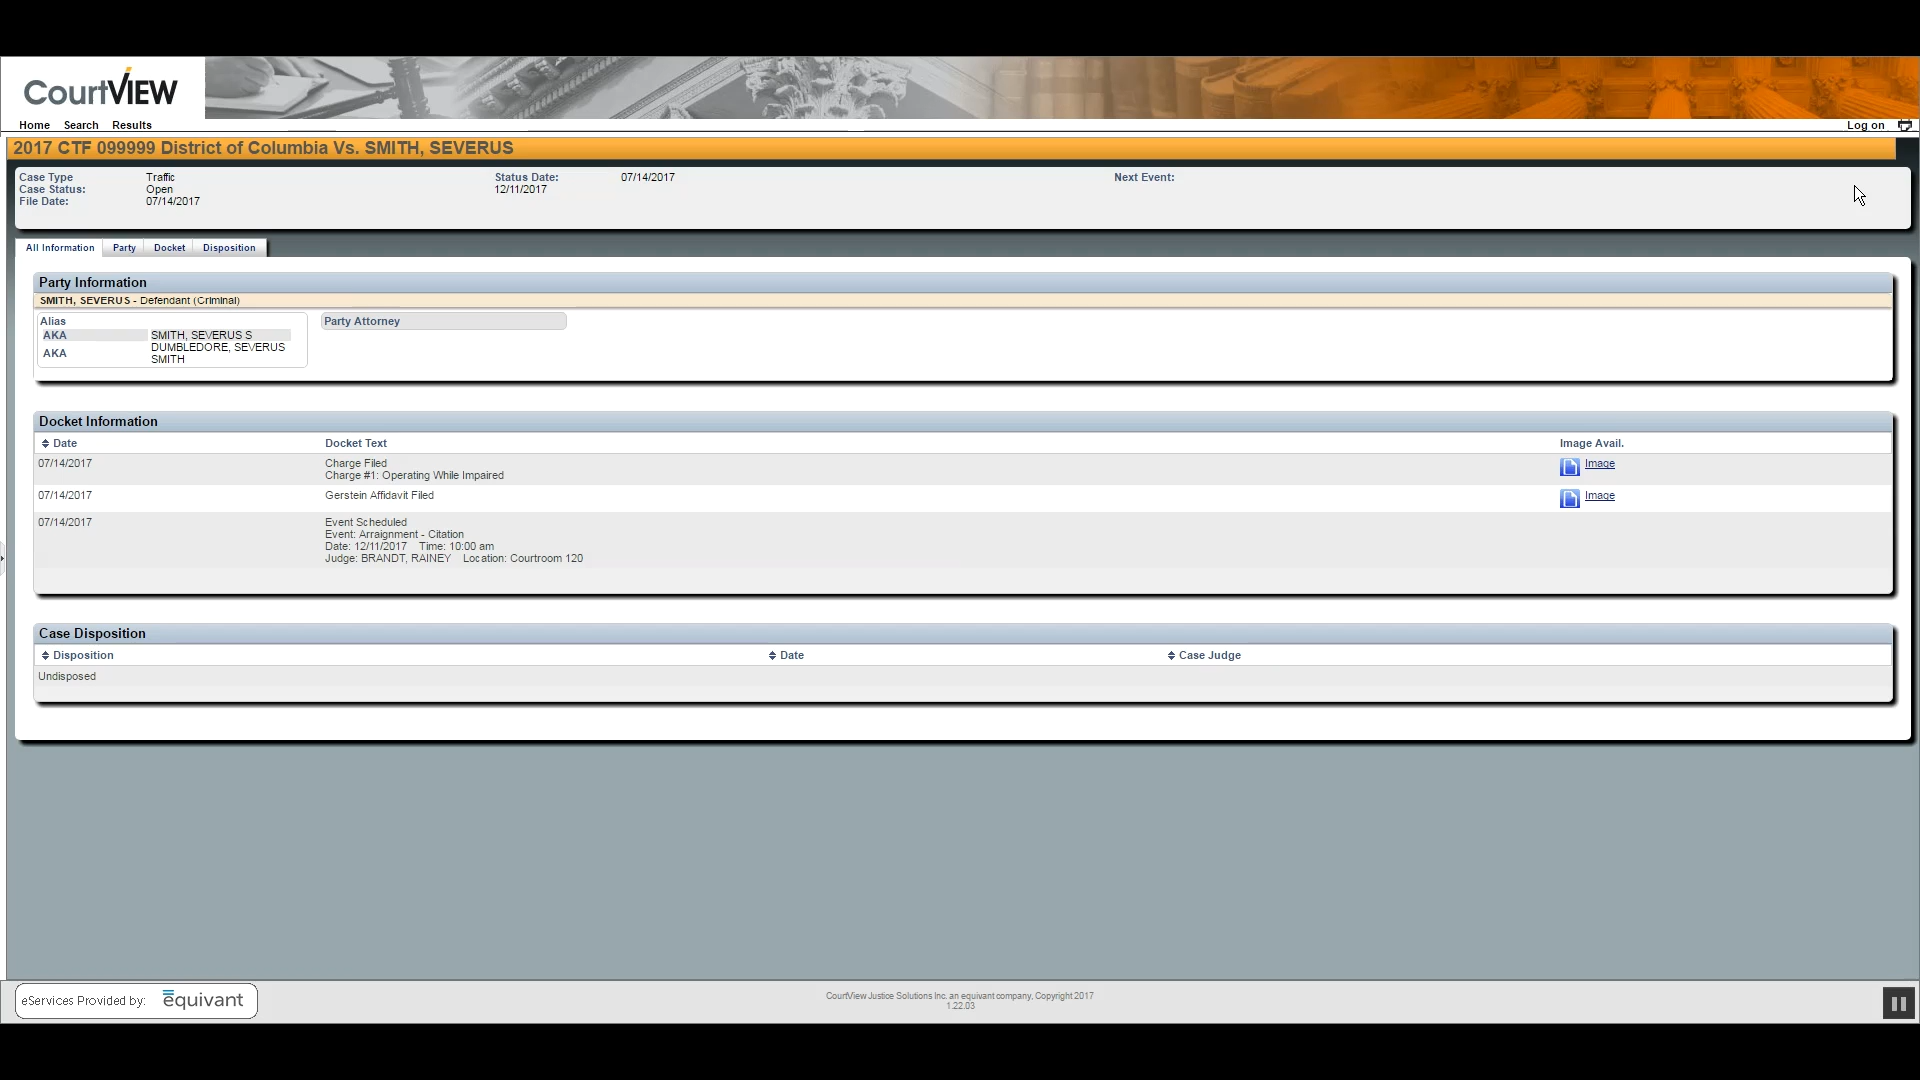 CourtVIEW
Home Search Results
Log on
2017 CTF 099999 District of Columbia Vs. SMITH, SEVERUS
Case Type Traffic Status Date: 07/14/2017 Next Event:
Case Status: Open 12/11/2017
File Date: 07/14/2017
All Information Party Docket Disposition
Party Information
SMITH, SEVERUS - Defendant (Criminal)
Alias Party Attorney
AKA SMITH, SEVERUS S
AKA DUMBLEDORE, SEVERUS
SMITH
Docket Information
Date Docket Text Image Avail.
07/14/2017 Charge Filed Image
Charge #1: Operating While Impaired
07/14/2017 Gerstein Affidavit Filed Image
07/14/2017 Event Scheduled
Event: Arraignment - Citation
Date: 12/11/2017 Time: 10:00 am
Judge: BRANDT, RAINEY Location: Courtroom 120
Case Disposition
Disposition Date Case Judge
Undisposed
eServices Provided by: equivant
CourtView Justice Solutions Inc. an equivant company, Copyright 2017
1.22.03